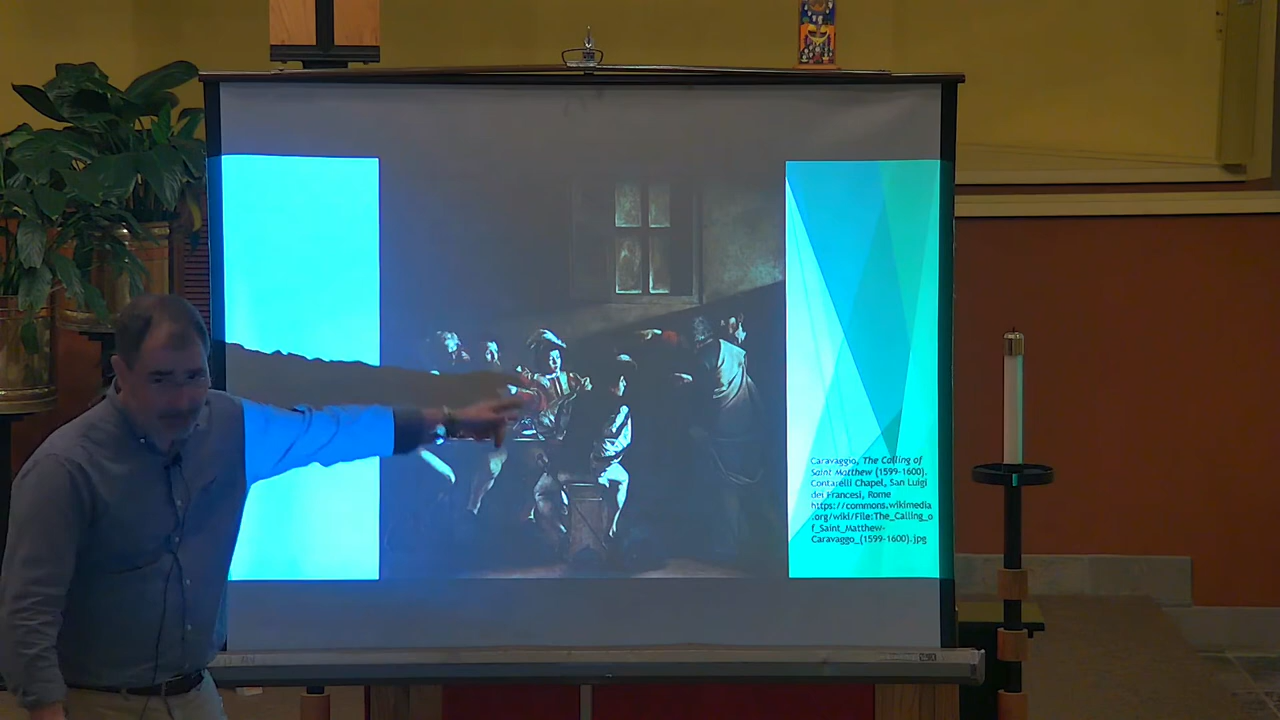 Caravaggio, The Calling of
Saint Matthew (1599-1600).
Contarelli Chapel, San Luigi
dei Francesi, Rome
https://commons.wikimedia
.org/wiki/File:The_Calling_o
f_Saint_Matthew-
Caravaggo_(1599-1600).jpg